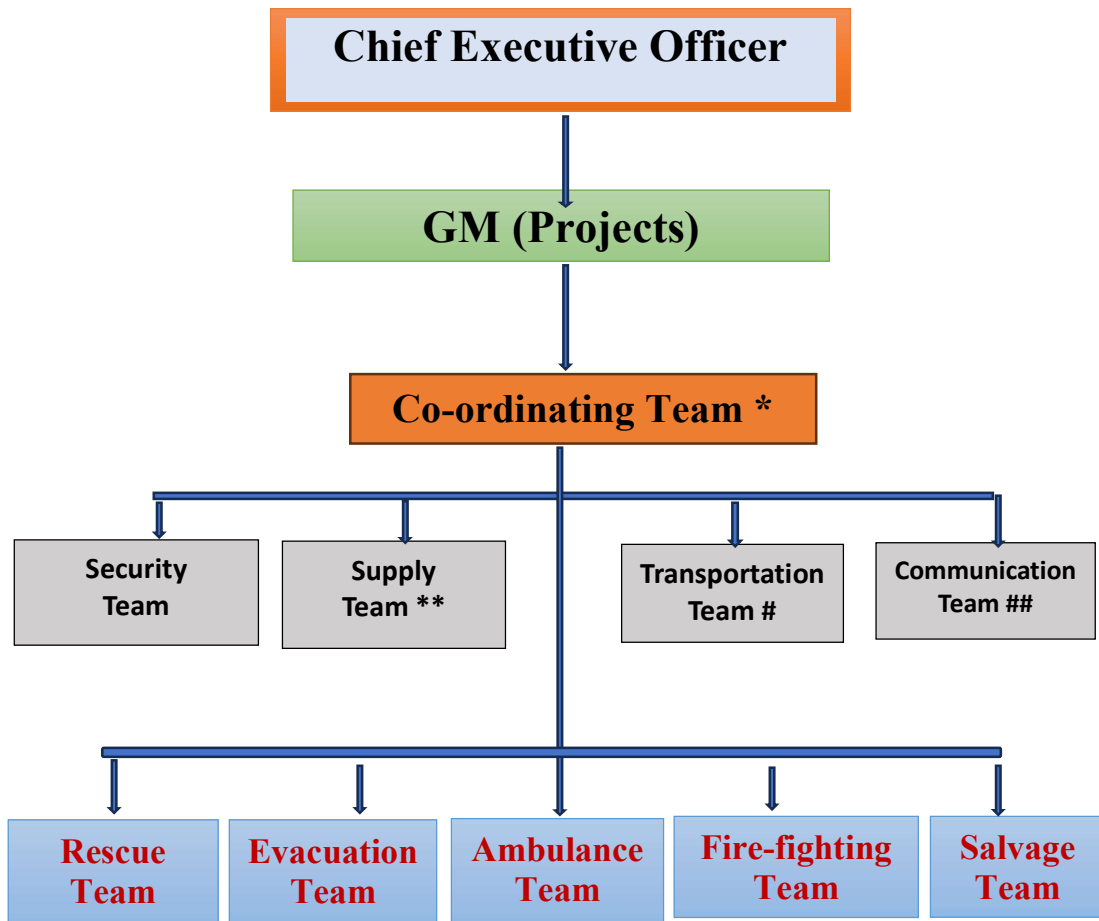 Chief Executive Officer
GM (Projects)
Co-ordinating Team *
Security
Team
Supply
Team **
Transportation
Team #
Communication
Team ##
Rescue
Team
Evacuation
Team
Ambulance
Team
Fire-fighting
Team
Salvage
Team